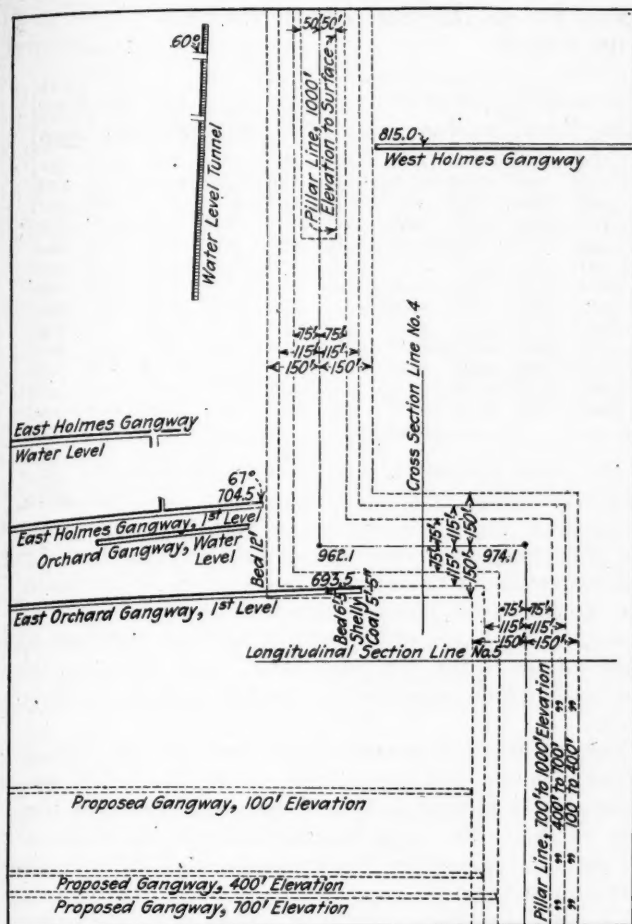 60°
Water Level Tunnel
50' 50'
Pillar Line, 1000'
Elevation to Surface
815.0
West Holmes Gangway
75' 75'
115' 115'
150' 150'
Cross Section Line No. 4
East Holmes Gangway
Water Level
67°
704.5
East Holmes Gangway, 1st Level
Orchard Gangway, Water
Level
Bed 12'
962.1
974.1
75' 75'
115' 115'
150' 150'
693.5
East Orchard Gangway, 1st Level
Shelly
Coal 5'-5"
75' 75'
115' 115'
150' 150'
Longitudinal Section Line No.5
Pillar Line, 700' to 1000' Elevation
" " 400' to 700' "
" " 100 to 400' "
Proposed Gangway, 100' Elevation
Proposed Gangway, 400' Elevation
Proposed Gangway, 700' Elevation